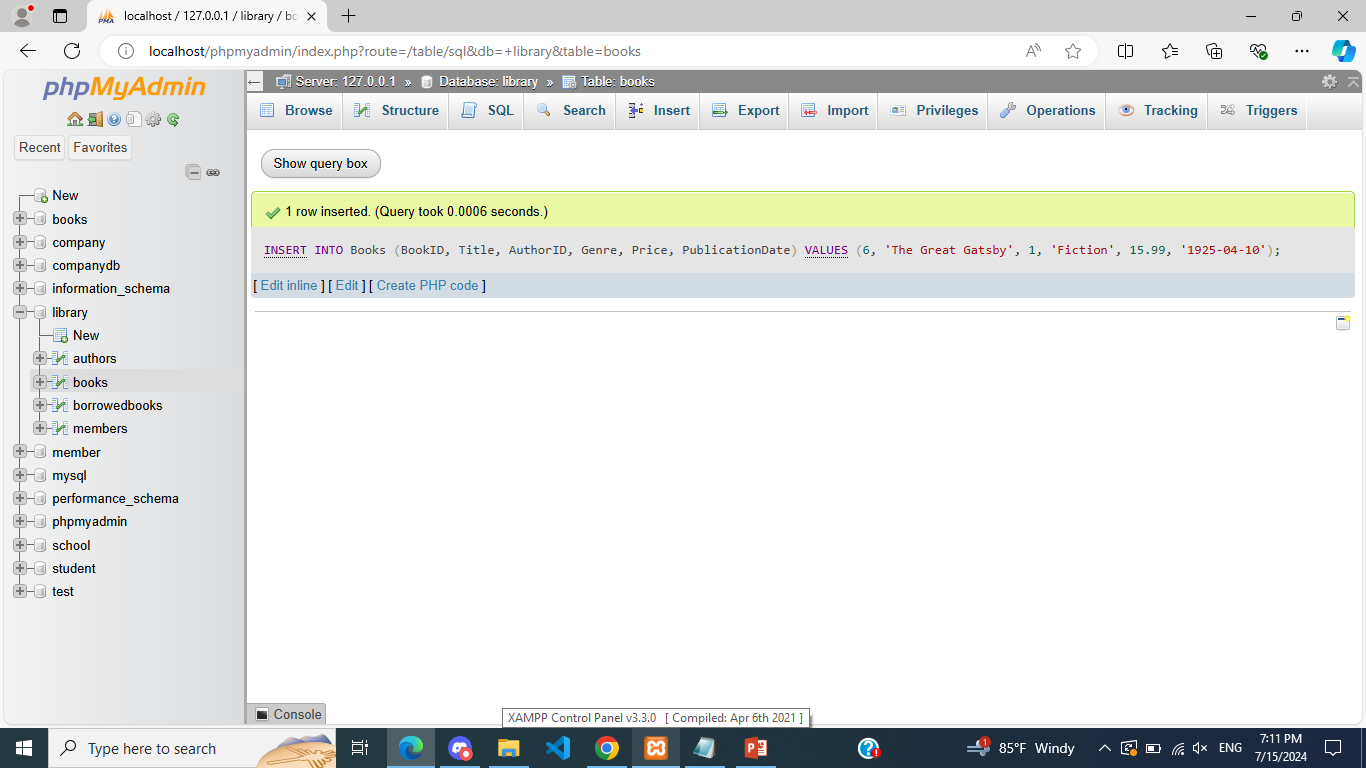 localhost / 127.0.0.1 / library / bo
localhost/phpmyadmin/index.php?route=/table/sql&db=+library&table=books
phpMyAdmin
Recent Favorites
New
books
company
companydb
information_schema
library
New
authors
books
borrowedbooks
members
member
mysql
performance_schema
phpmyadmin
school
student
test
Server: 127.0.0.1 » Database: library » Table: books
Browse Structure SQL Search Insert Export Import Privileges Operations Tracking Triggers
Show query box
1 row inserted. (Query took 0.0006 seconds.)
INSERT INTO Books (BookID, Title, AuthorID, Genre, Price, PublicationDate) VALUES (6, 'The Great Gatsby', 1, 'Fiction', 15.99, '1925-04-10');
[ Edit inline ] [ Edit ] [ Create PHP code ]
Console
XAMPP Control Panel v3.3.0 [ Compiled: Apr 6th 2021 ]
Type here to search
1
85°F Windy
ENG
7:11 PM
7/15/2024